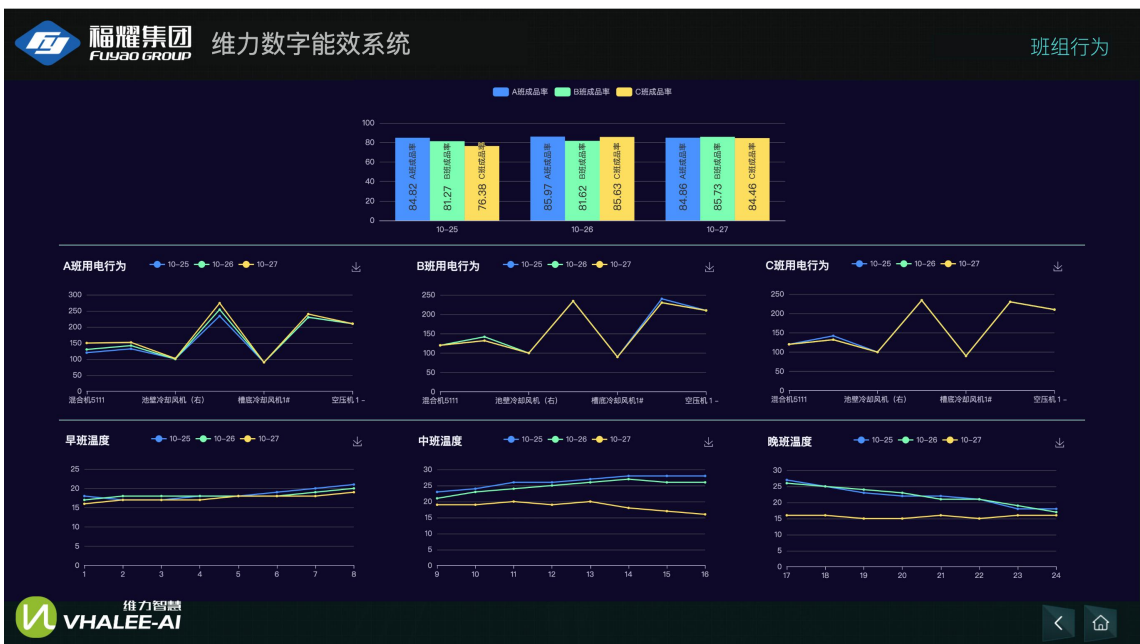 福耀集团
FUYAO GROUP
维力数字能效系统
班组行为
A班成品率 B班成品率 C班成品率
100
80
60
40
20
0
84.82 A班成品率
81.27 B班成品率
76.38 C班成品率
85.97 A班成品率
81.62 B班成品率
85.63 C班成品率
84.86 A班成品率
85.73 B班成品率
84.46 C班成品率
10-25 10-26 10-27
A班用电行为 10-25 10-26 10-27
300
250
200
150
100
50
0
混合机5111 池壁冷却风机（右） 槽底冷却风机1# 空压机 1 –
B班用电行为 10-25 10-26 10-27
250
200
150
100
50
0
混合机5111 池壁冷却风机（右） 槽底冷却风机1# 空压机 1 –
C班用电行为 10-25 10-26 10-27
250
200
150
100
50
0
混合机5111 池壁冷却风机（右） 槽底冷却风机1# 空压机 1 –
早班温度 10-25 10-26 10-27
25
20
15
10
5
0
1 2 3 4 5 6 7 8
中班温度 10-25 10-26 10-27
30
25
20
15
10
5
0
9 10 11 12 13 14 15 16
晚班温度 10-25 10-26 10-27
30
25
20
15
10
5
0
17 18 19 20 21 22 23 24
维力智慧
VHALEE-AI